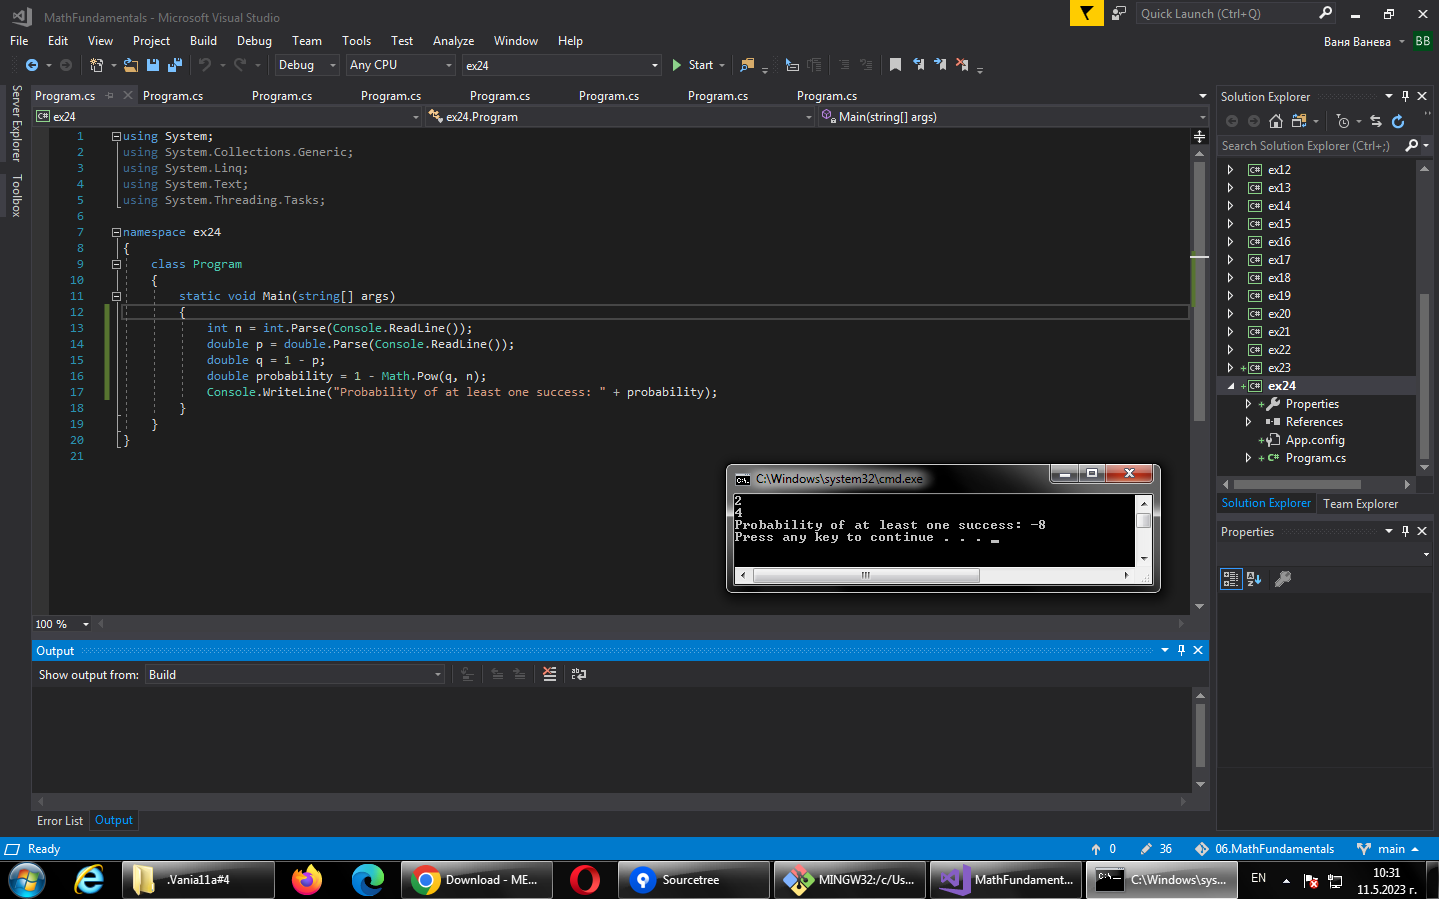 MathFundamentals - Microsoft Visual Studio
Quick Launch (Ctrl+Q)
File Edit View Project Build Debug Team Tools Test Analyze Window Help
Ваня Ванева BB
Debug Any CPU ex24 Start
Server Explorer
Toolbox
Program.cs Program.cs Program.cs Program.cs Program.cs Program.cs Program.cs Program.cs
C# ex24 ex24.Program Main(string[] args)
1 using System;
2 using System.Collections.Generic;
3 using System.Linq;
4 using System.Text;
5 using System.Threading.Tasks;
6
7 namespace ex24
8 {
9 class Program
10 {
11 static void Main(string[] args)
12 {
13 int n = int.Parse(Console.ReadLine());
14 double p = double.Parse(Console.ReadLine());
15 double q = 1 - p;
16 double probability = 1 - Math.Pow(q, n);
17 Console.WriteLine("Probability of at least one success: " + probability);
18 }
19 }
20 }
21
C:\Windows\system32\cmd.exe
2
4
Probability of at least one success: -8
Press any key to continue . . .
100 %
Output
Show output from: Build
Error List Output
Solution Explorer
Search Solution Explorer (Ctrl+;)
C# ex12
C# ex13
C# ex14
C# ex15
C# ex16
C# ex17
C# ex18
C# ex19
C# ex20
C# ex21
C# ex22
+ C# ex23
+ C# ex24
+ Properties
References
+ App.config
+ C# Program.cs
Solution Explorer Team Explorer
Properties
Ready 0 36 06.MathFundamentals main
.Vania11a#4 Download - ME... Sourcetree MINGW32:/c/Us... MathFundament... C:\Windows\sys... EN 10:31
11.5.2023 г.